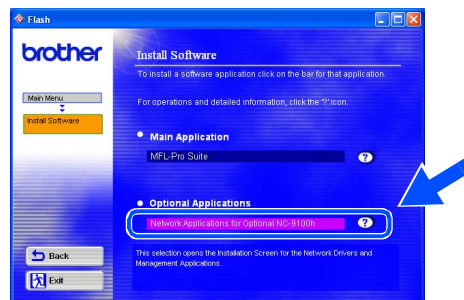 Flash
brother
Install Software
To install a software application click on the bar for that application.
Main Menu
For operations and detailed information, click the "?" icon.
Install Software
Main Application
MFL-Pro Suite
?
Optional Applications
Network Applications for Optional NC-9100h
?
Back
This selection opens the Installation Screen for the Network Drivers and
Management Applications.
Exit